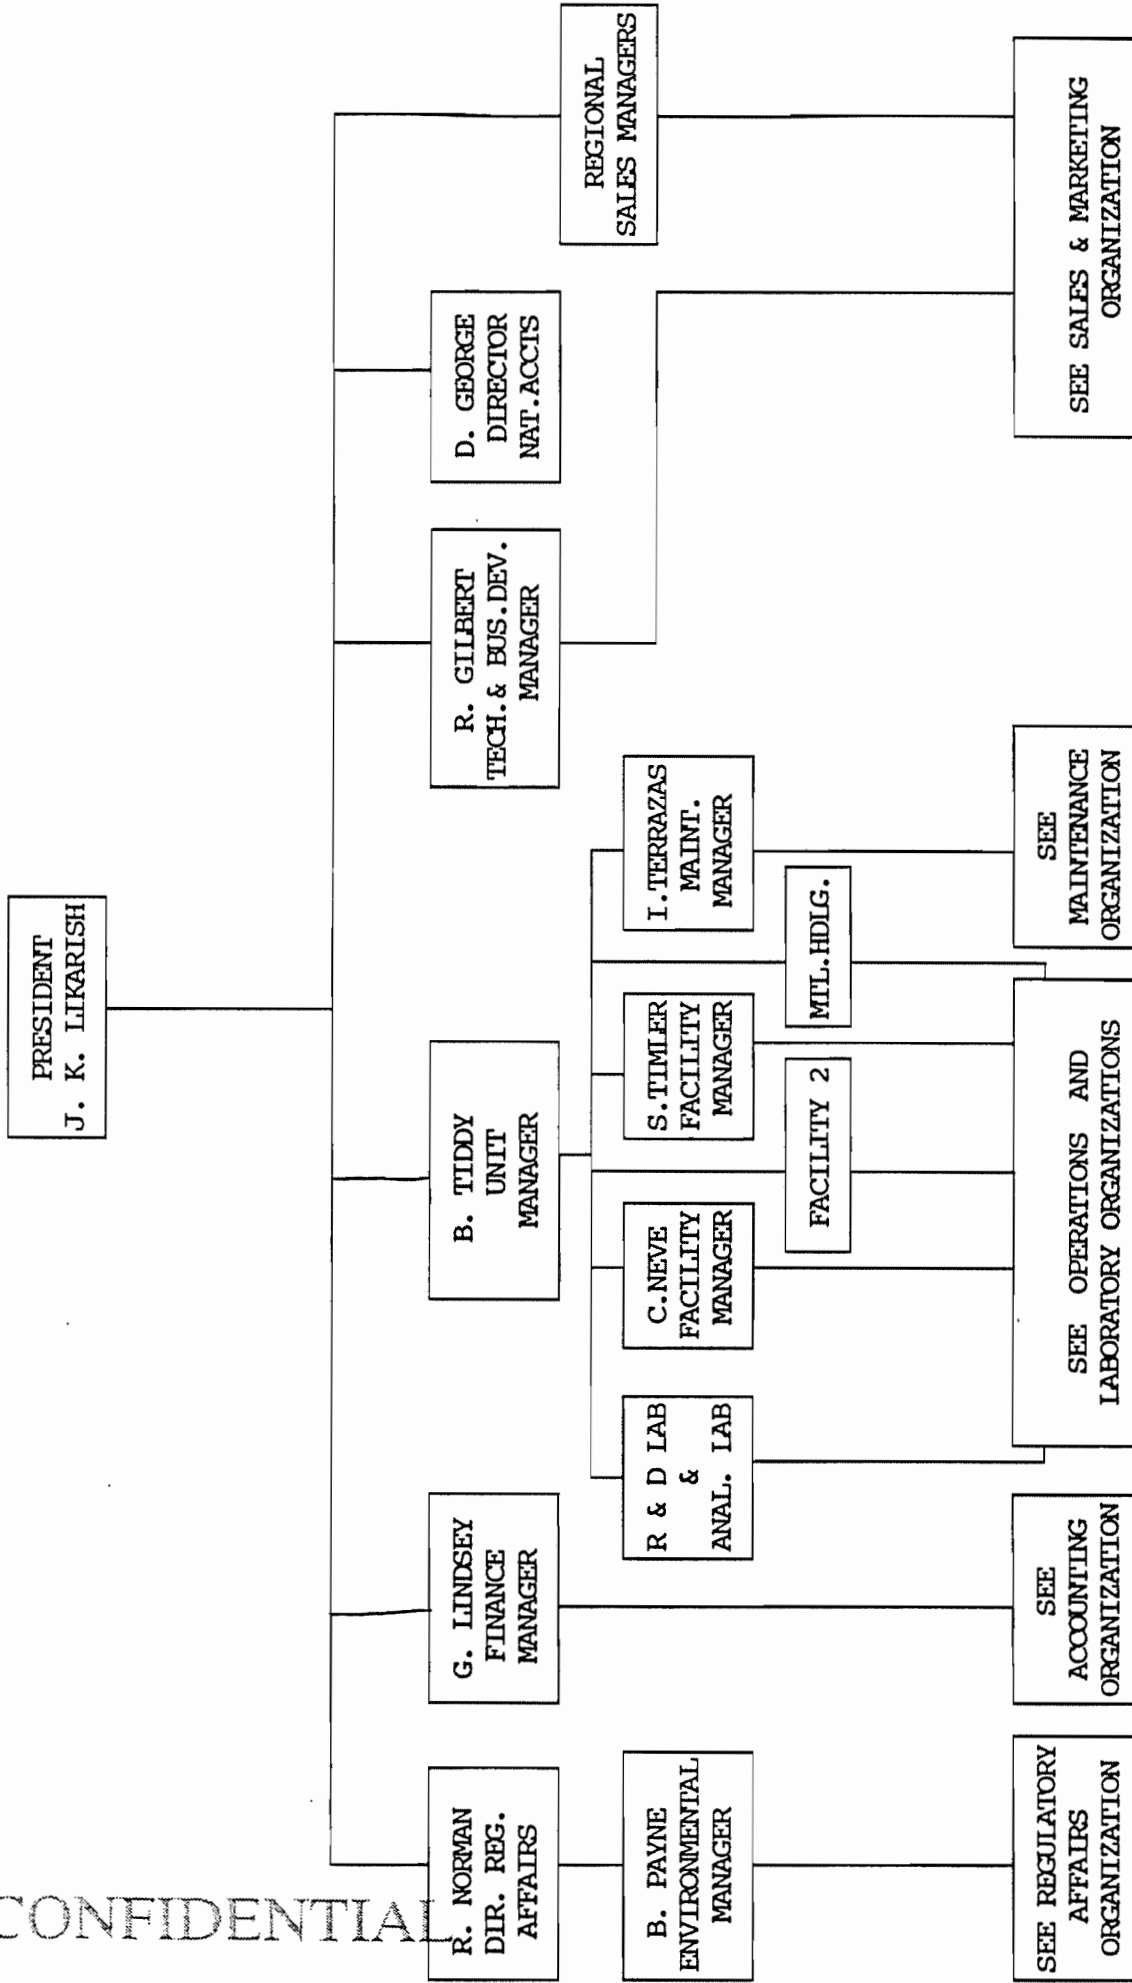 PRESIDENT
J. K. LIKARISH
R. NORMAN
DIR. REG.
AFFAIRS
G. LINDSEY
FINANCE
MANAGER
B. TIDDY
UNIT
MANAGER
R. GILBERT
TECH.& BUS.DEV.
MANAGER
D. GEORGE
DIRECTOR
NAT.ACCTS
REGIONAL
SALES MANAGERS
B. PAYNE
ENVIRONMENTAL
MANAGER
R & D LAB
&
ANAL. LAB
C.NEVE
FACILITY
MANAGER
S.TIMLER
FACILITY
MANAGER
I.TERRAZAS
MAINT.
MANAGER
FACILITY 2
MTL.HDLG.
SEE REGULATORY
AFFAIRS
ORGANIZATION
SEE
ACCOUNTING
ORGANIZATION
SEE OPERATIONS AND
LABORATORY ORGANIZATIONS
SEE
MAINTENANCE
ORGANIZATION
SEE SALES & MARKETING
ORGANIZATION
CONFIDENTIAL